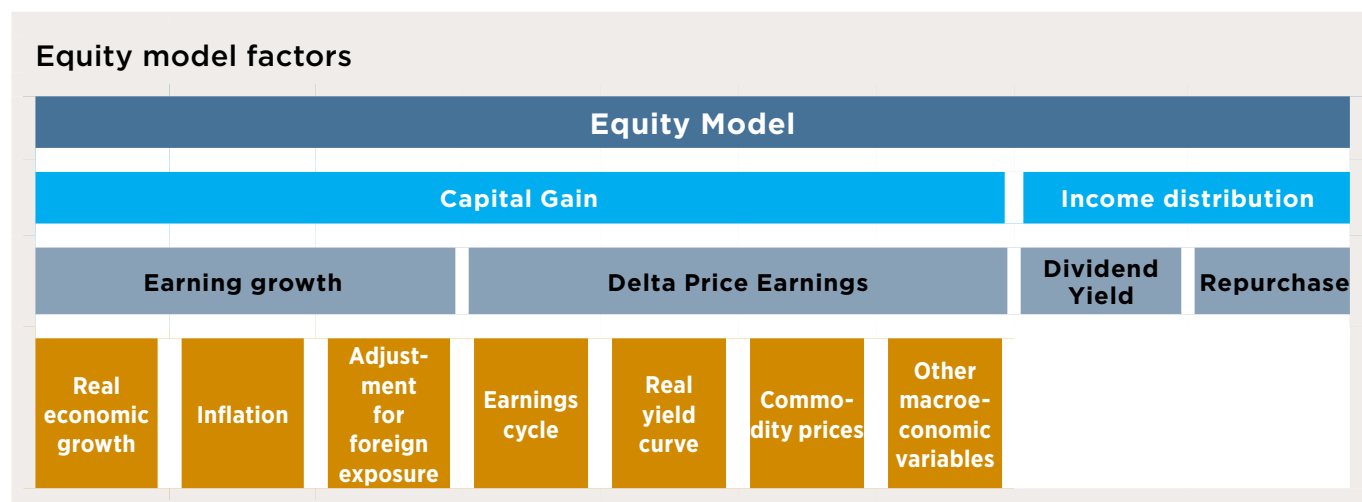 Equity model factors
Equity Model
Capital Gain
Income distribution
Earning growth
Delta Price Earnings
Dividend
Yield
Repurchase
Real
economic
growth
Inflation
Adjust-
ment
for
foreign
exposure
Earnings
cycle
Real
yield
curve
Commo-
dity prices
Other
macroe-
conomic
variables